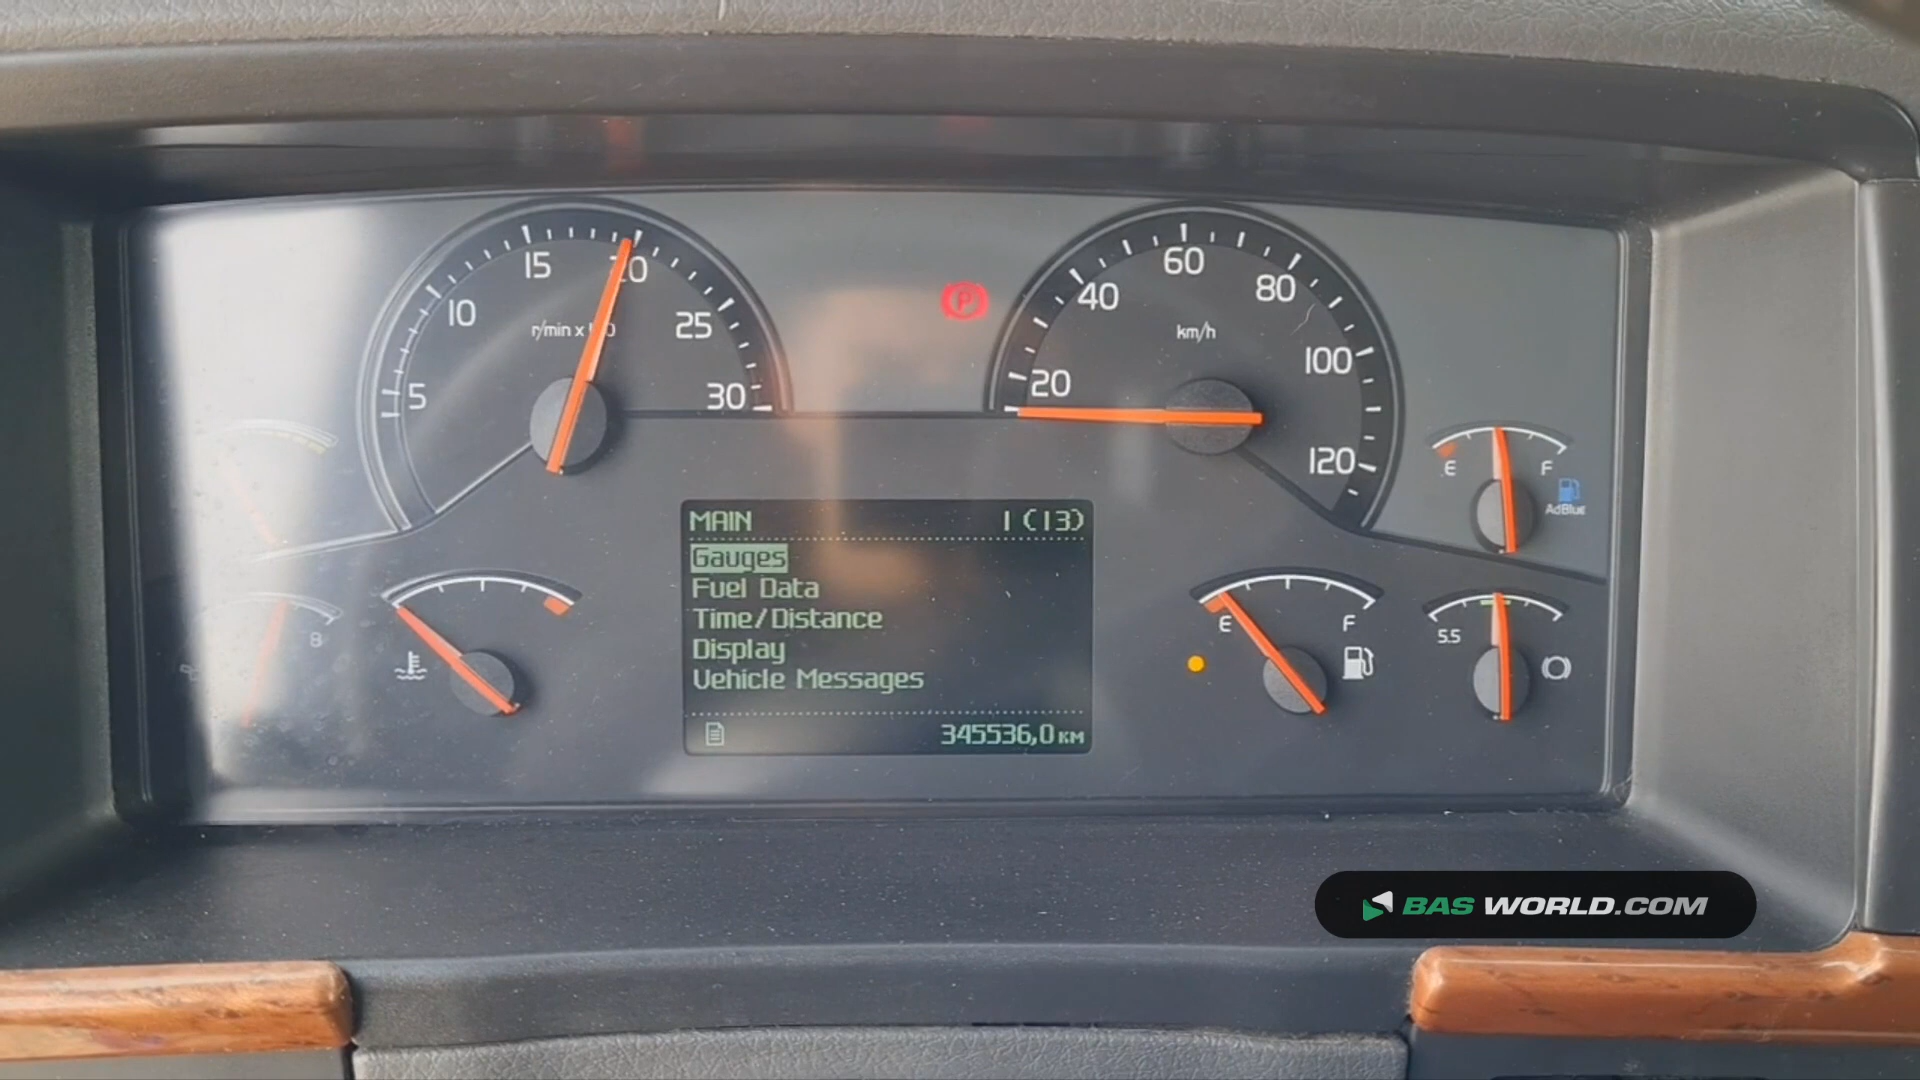 5
10
15
20
25
30
r/min x
20
40
60
80
100
120
km/h
E
F
AdBlue
MAIN 1(13)
Gauges
Fuel Data
Time/Distance
Display
Vehicle Messages
345536,0 KM
E
F
5.5
8
P
BAS WORLD.COM